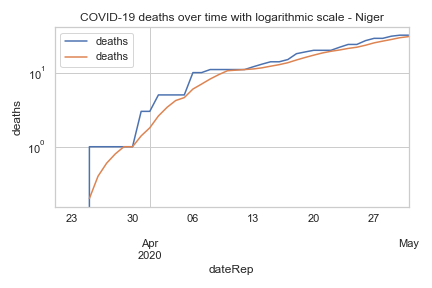 COVID-19 deaths over time with logarithmic scale - Niger
deaths
deaths
10¹
10⁰
deaths
23
30
06
13
20
27
Apr
2020
May
dateRep